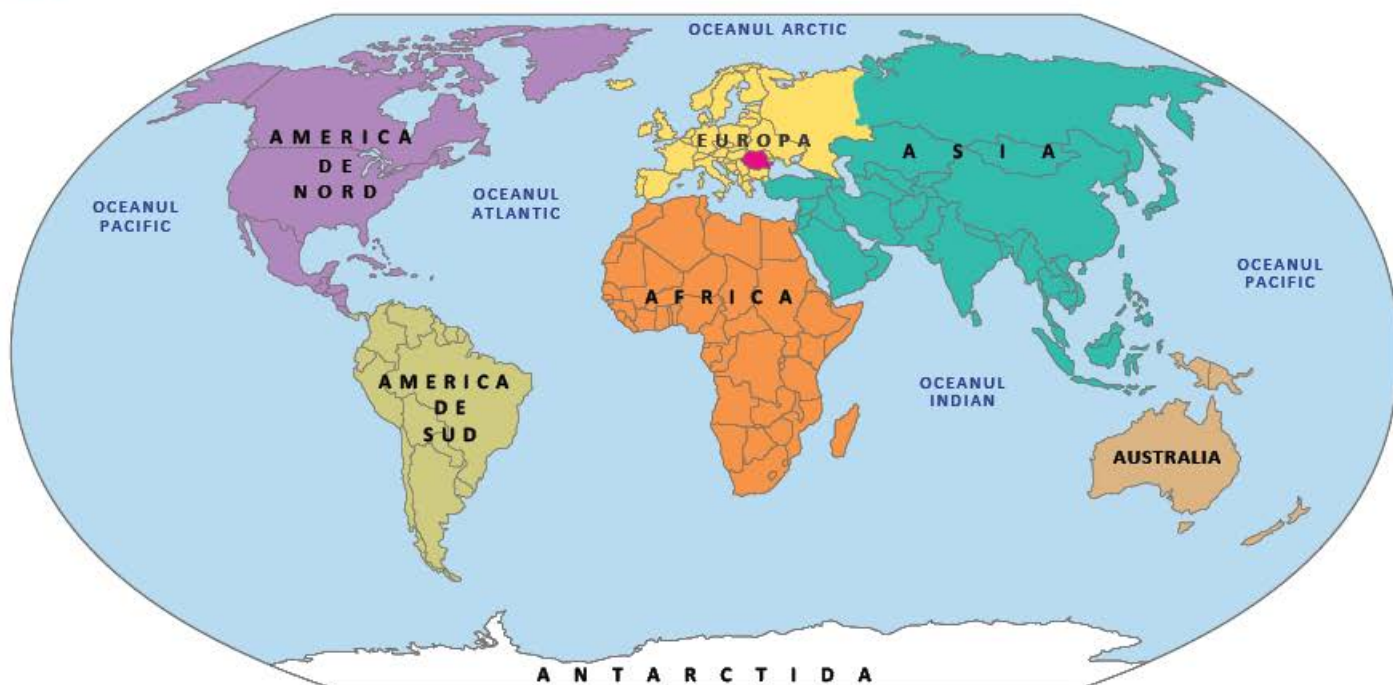 OCEANUL ARCTIC
AMERICA
DE
NORD
EUROPA
ASIA
OCEANUL
PACIFIC
OCEANUL
ATLANTIC
OCEANUL
PACIFIC
AFRICA
AMERICA
DE
SUD
OCEANUL
INDIAN
AUSTRALIA
ANTARCTIDA